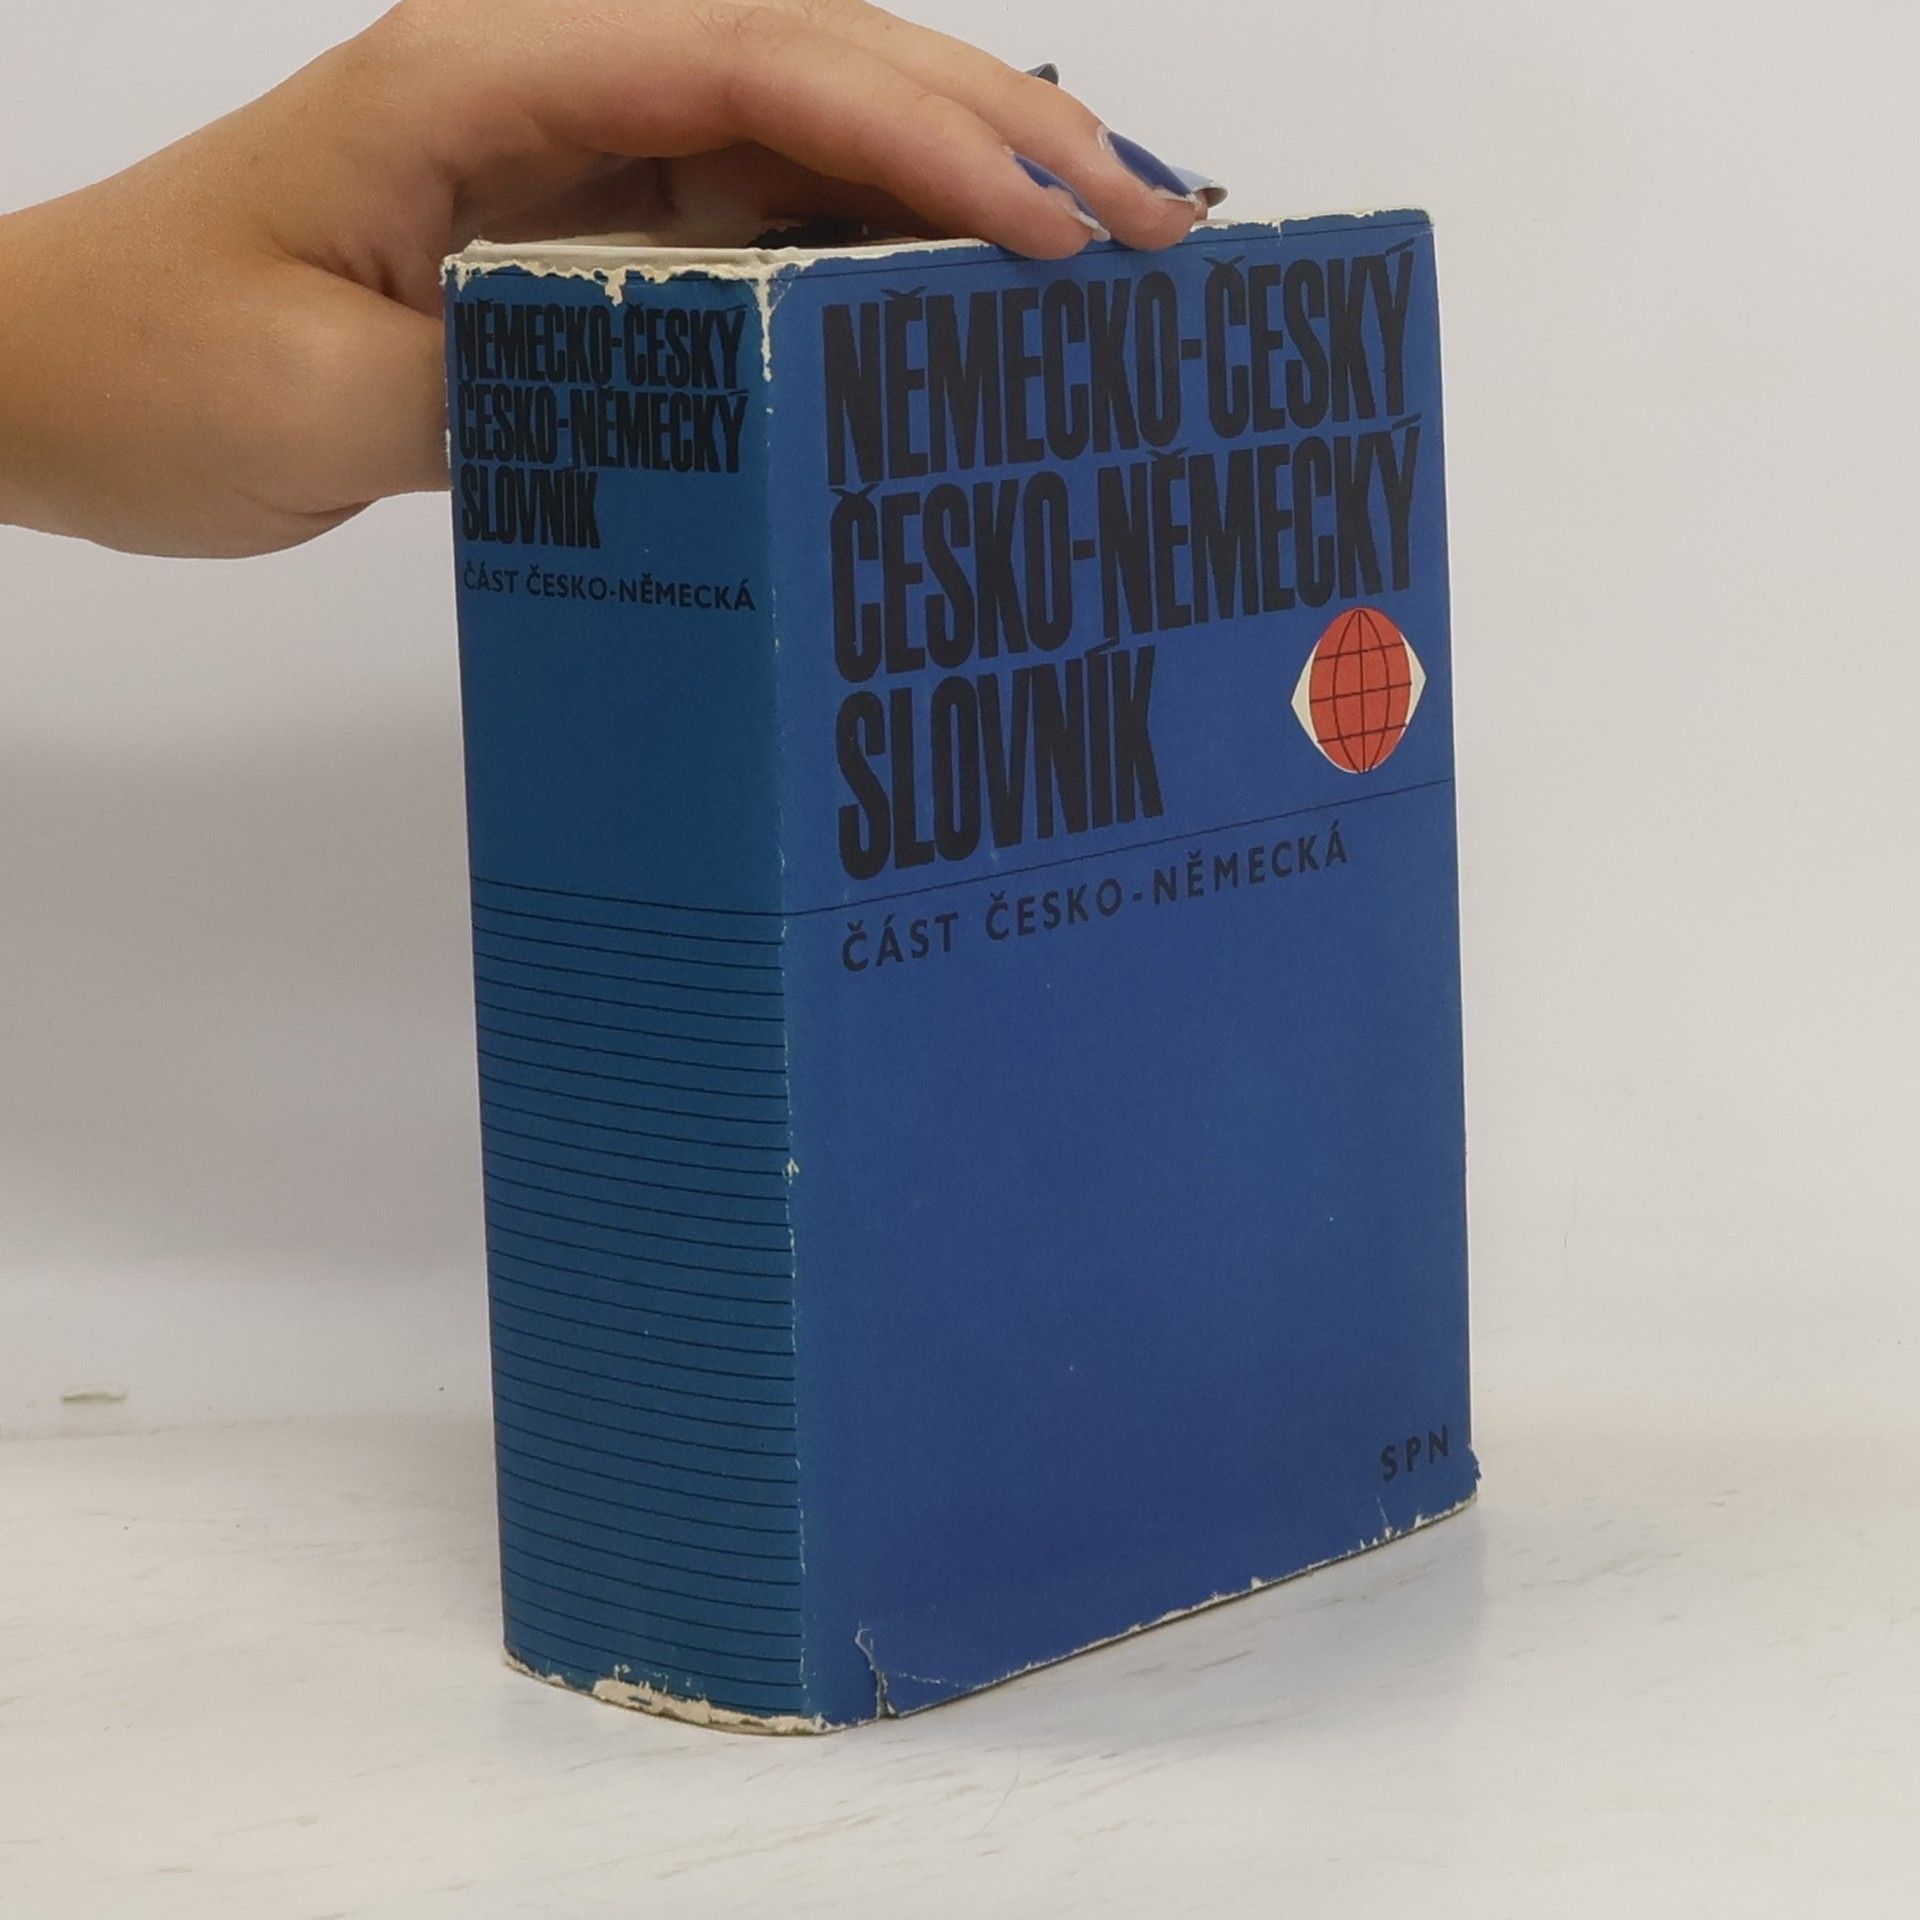 NĚMECKO-ČESKÝ
ČESKO-NĚMECKÝ
SLOVNÍK
ČÁST ČESKO-NĚMECKÁ
NĚMECKO-ČESKÝ
ČESKO-NĚMECKÝ
SLOVNÍK
ČÁST ČESKO-NĚMECKÁ
SPN